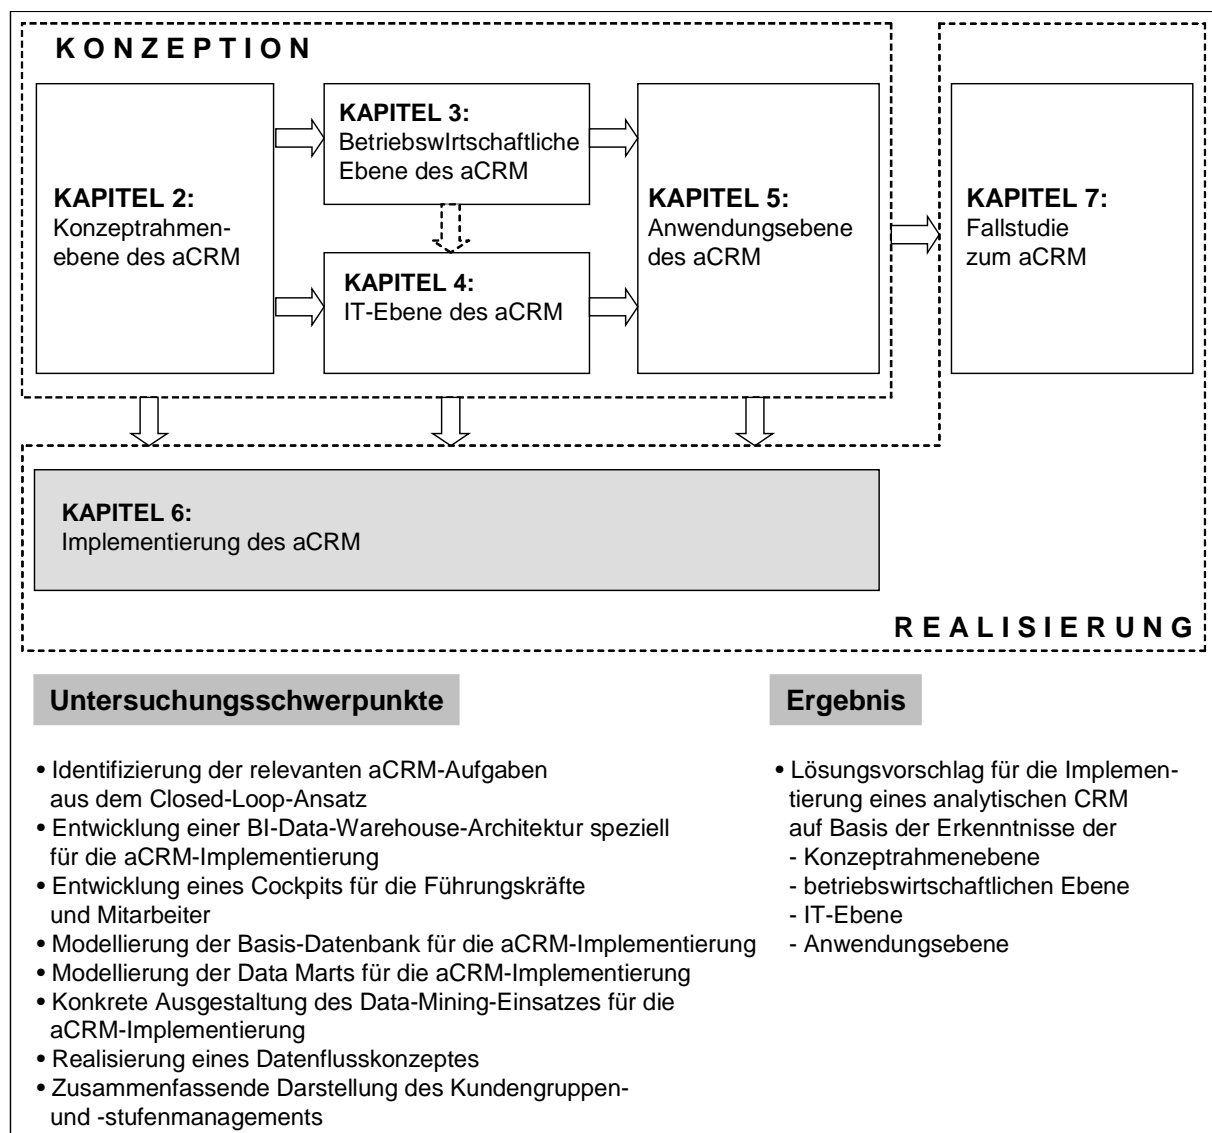 K O N Z E P T I O N
KAPITEL 2:
Konzeptrahmen-
ebene des aCRM
KAPITEL 3:
BetriebswIrtschaftliche
Ebene des aCRM
KAPITEL 4:
IT-Ebene des aCRM
KAPITEL 5:
Anwendungsebene
des aCRM
KAPITEL 7:
Fallstudie
zum aCRM
KAPITEL 6:
Implementierung des aCRM
R E A L I S I E R U N G
Untersuchungsschwerpunkte
• Identifizierung der relevanten aCRM-Aufgaben
aus dem Closed-Loop-Ansatz
• Entwicklung einer BI-Data-Warehouse-Architektur speziell
für die aCRM-Implementierung
• Entwicklung eines Cockpits für die Führungskräfte
und Mitarbeiter
• Modellierung der Basis-Datenbank für die aCRM-Implementierung
• Modellierung der Data Marts für die aCRM-Implementierung
• Konkrete Ausgestaltung des Data-Mining-Einsatzes für die
aCRM-Implementierung
• Realisierung eines Datenflusskonzeptes
• Zusammenfassende Darstellung des Kundengruppen-
und -stufenmanagements
Ergebnis
• Lösungsvorschlag für die Implemen-
tierung eines analytischen CRM
auf Basis der Erkenntnisse der
- Konzeptrahmenebene
- betriebswirtschaftlichen Ebene
- IT-Ebene
- Anwendungsebene